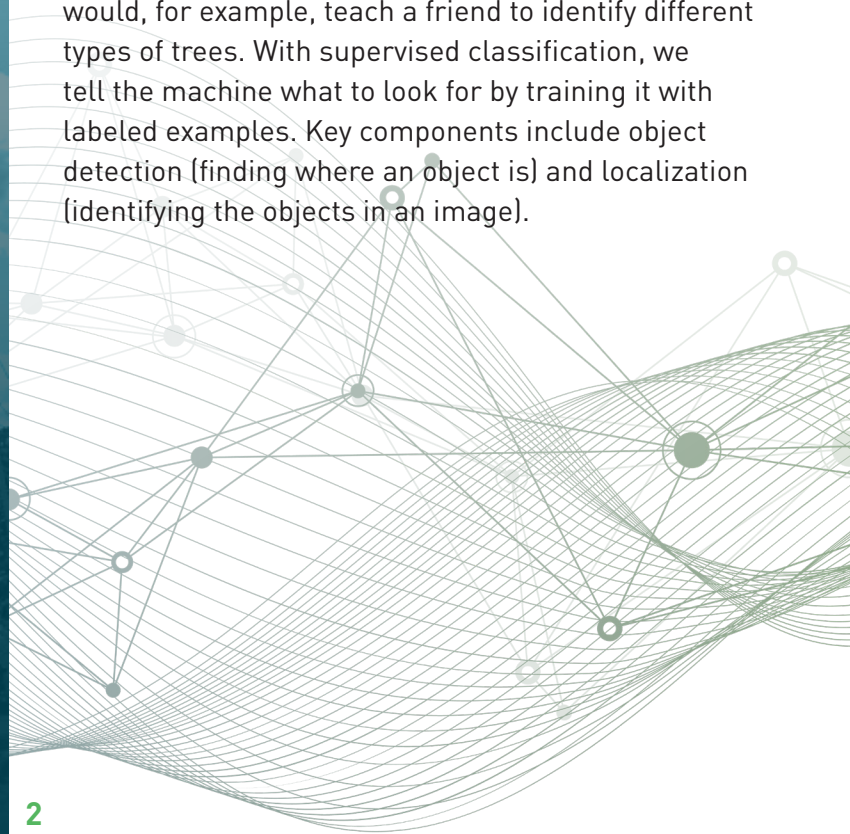 would, for example, teach a friend to identify different
types of trees. With supervised classification, we
tell the machine what to look for by training it with
labeled examples. Key components include object
detection (finding where an object is) and localization
(identifying the objects in an image).
2